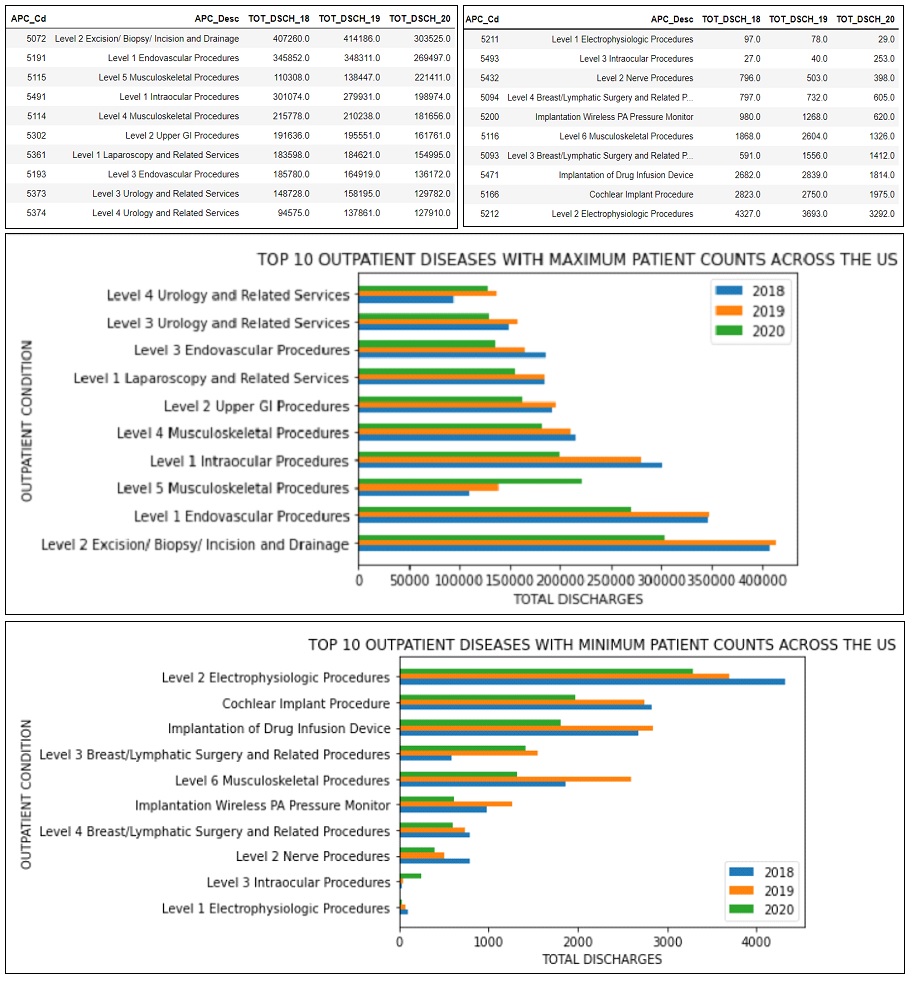 APC_Cd APC_Desc TOT_DSCH_18 TOT_DSCH_19 TOT_DSCH_20
5072 Level 2 Excision/ Biopsy/ Incision and Drainage 407260.0 414186.0 303525.0
5191 Level 1 Endovascular Procedures 345852.0 348311.0 269497.0
5115 Level 5 Musculoskeletal Procedures 110308.0 138447.0 221411.0
5491 Level 1 Intraocular Procedures 301074.0 279931.0 198974.0
5114 Level 4 Musculoskeletal Procedures 215778.0 210238.0 181656.0
5302 Level 2 Upper GI Procedures 191636.0 195551.0 161761.0
5361 Level 1 Laparoscopy and Related Services 183598.0 184621.0 154995.0
5193 Level 3 Endovascular Procedures 185780.0 164919.0 136172.0
5373 Level 3 Urology and Related Services 148728.0 158195.0 129782.0
5374 Level 4 Urology and Related Services 94575.0 137861.0 127910.0
APC_Cd APC_Desc TOT_DSCH_18 TOT_DSCH_19 TOT_DSCH_20
5211 Level 1 Electrophysiologic Procedures 97.0 78.0 29.0
5493 Level 3 Intraocular Procedures 27.0 40.0 253.0
5432 Level 2 Nerve Procedures 796.0 503.0 398.0
5094 Level 4 Breast/Lymphatic Surgery and Related P... 797.0 732.0 605.0
5200 Implantation Wireless PA Pressure Monitor 980.0 1268.0 620.0
5116 Level 6 Musculoskeletal Procedures 1868.0 2604.0 1326.0
5093 Level 3 Breast/Lymphatic Surgery and Related P... 591.0 1556.0 1412.0
5471 Implantation of Drug Infusion Device 2682.0 2839.0 1814.0
5166 Cochlear Implant Procedure 2823.0 2750.0 1975.0
5212 Level 2 Electrophysiologic Procedures 4327.0 3693.0 3292.0
TOP 10 OUTPATIENT DISEASES WITH MAXIMUM PATIENT COUNTS ACROSS THE US
OUTPATIENT CONDITION
Level 4 Urology and Related Services
Level 3 Urology and Related Services
Level 3 Endovascular Procedures
Level 1 Laparoscopy and Related Services
Level 2 Upper GI Procedures
Level 4 Musculoskeletal Procedures
Level 1 Intraocular Procedures
Level 5 Musculoskeletal Procedures
Level 1 Endovascular Procedures
Level 2 Excision/ Biopsy/ Incision and Drainage
2018
2019
2020
0 50000 100000 150000 200000 250000 300000 350000 400000
TOTAL DISCHARGES
TOP 10 OUTPATIENT DISEASES WITH MINIMUM PATIENT COUNTS ACROSS THE US
OUTPATIENT CONDITION
Level 2 Electrophysiologic Procedures
Cochlear Implant Procedure
Implantation of Drug Infusion Device
Level 3 Breast/Lymphatic Surgery and Related Procedures
Level 6 Musculoskeletal Procedures
Implantation Wireless PA Pressure Monitor
Level 4 Breast/Lymphatic Surgery and Related Procedures
Level 2 Nerve Procedures
Level 3 Intraocular Procedures
Level 1 Electrophysiologic Procedures
2018
2019
2020
0 1000 2000 3000 4000
TOTAL DISCHARGES